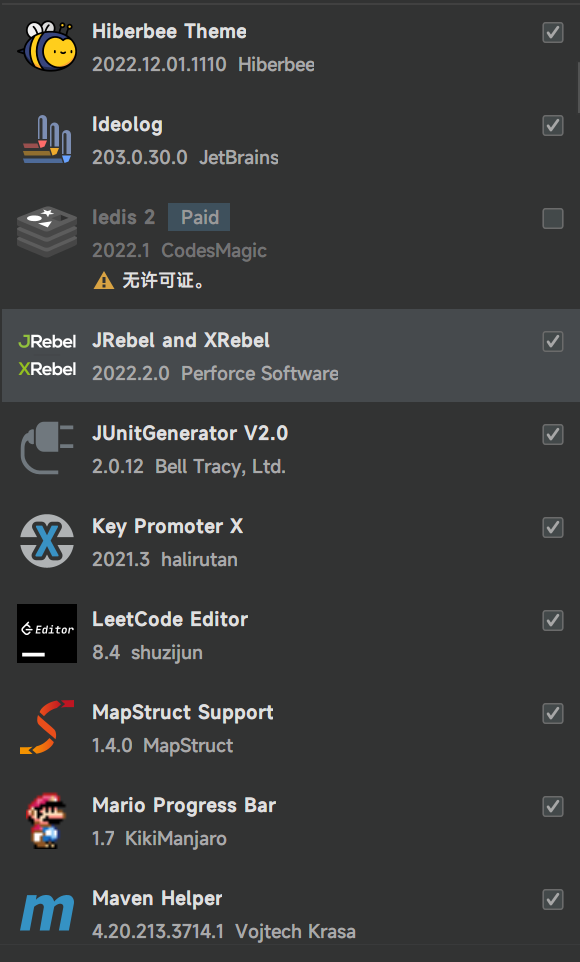 Hiberbee Theme
2022.12.01.1110 Hiberbee
Ideolog
203.0.30.0 JetBrains
Iedis 2 Paid
2022.1 CodesMagic
无许可证。
JRebel
XRebel
JRebel and XRebel
2022.2.0 Perforce Software
JUnitGenerator V2.0
2.0.12 Bell Tracy, Ltd.
Key Promoter X
2021.3 halirutan
Editor
LeetCode Editor
8.4 shuzijun
MapStruct Support
1.4.0 MapStruct
Mario Progress Bar
1.7 KikiManjaro
m
Maven Helper
4.20.213.3714.1 Vojtech Krasa